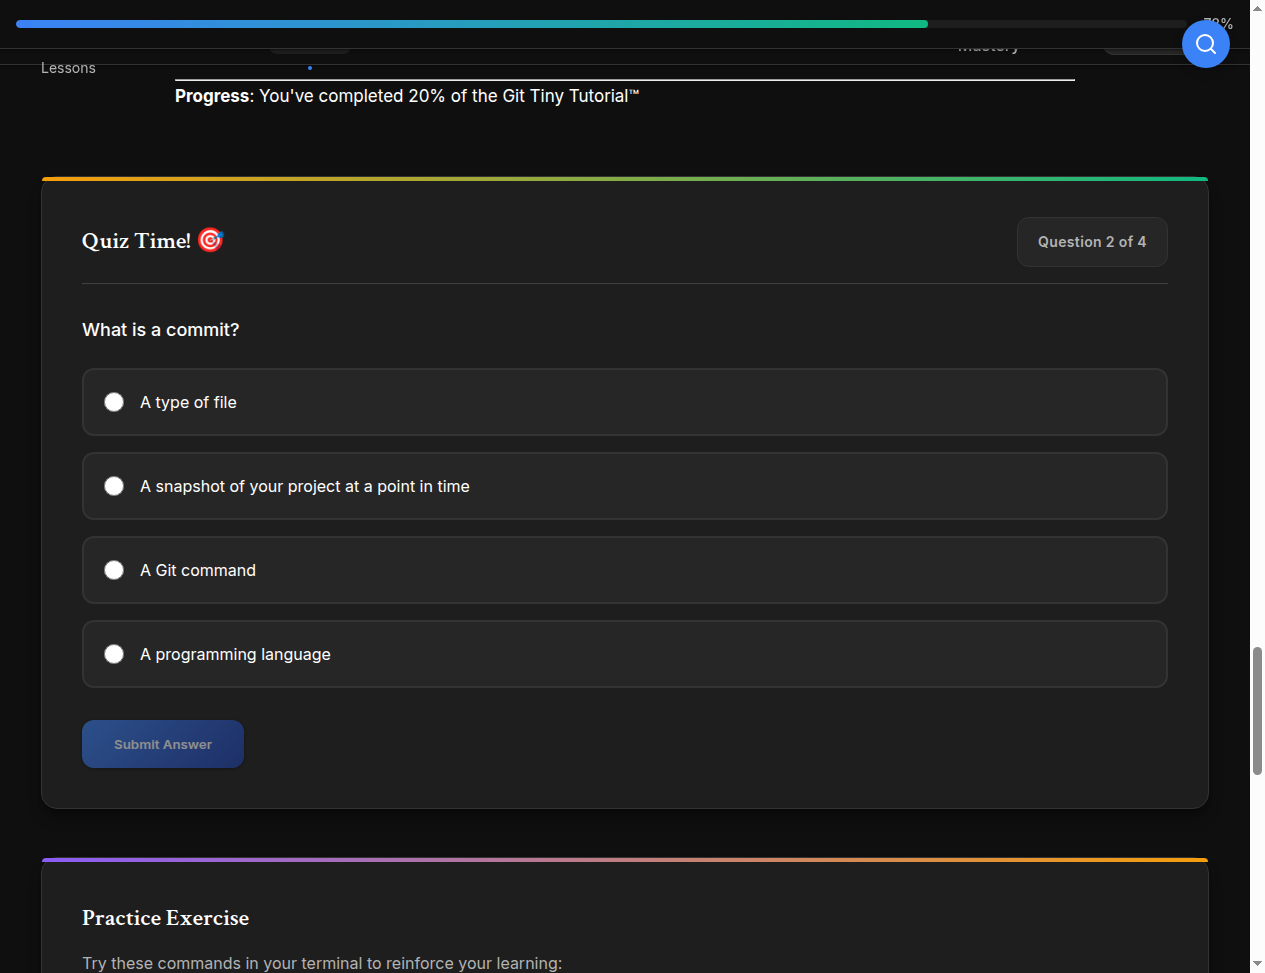 Lessons
Progress: You've completed 20% of the Git Tiny Tutorial™
Quiz Time! 🎯
Question 2 of 4
What is a commit?
A type of file
A snapshot of your project at a point in time
A Git command
A programming language
Submit Answer
Practice Exercise
Try these commands in your terminal to reinforce your learning: